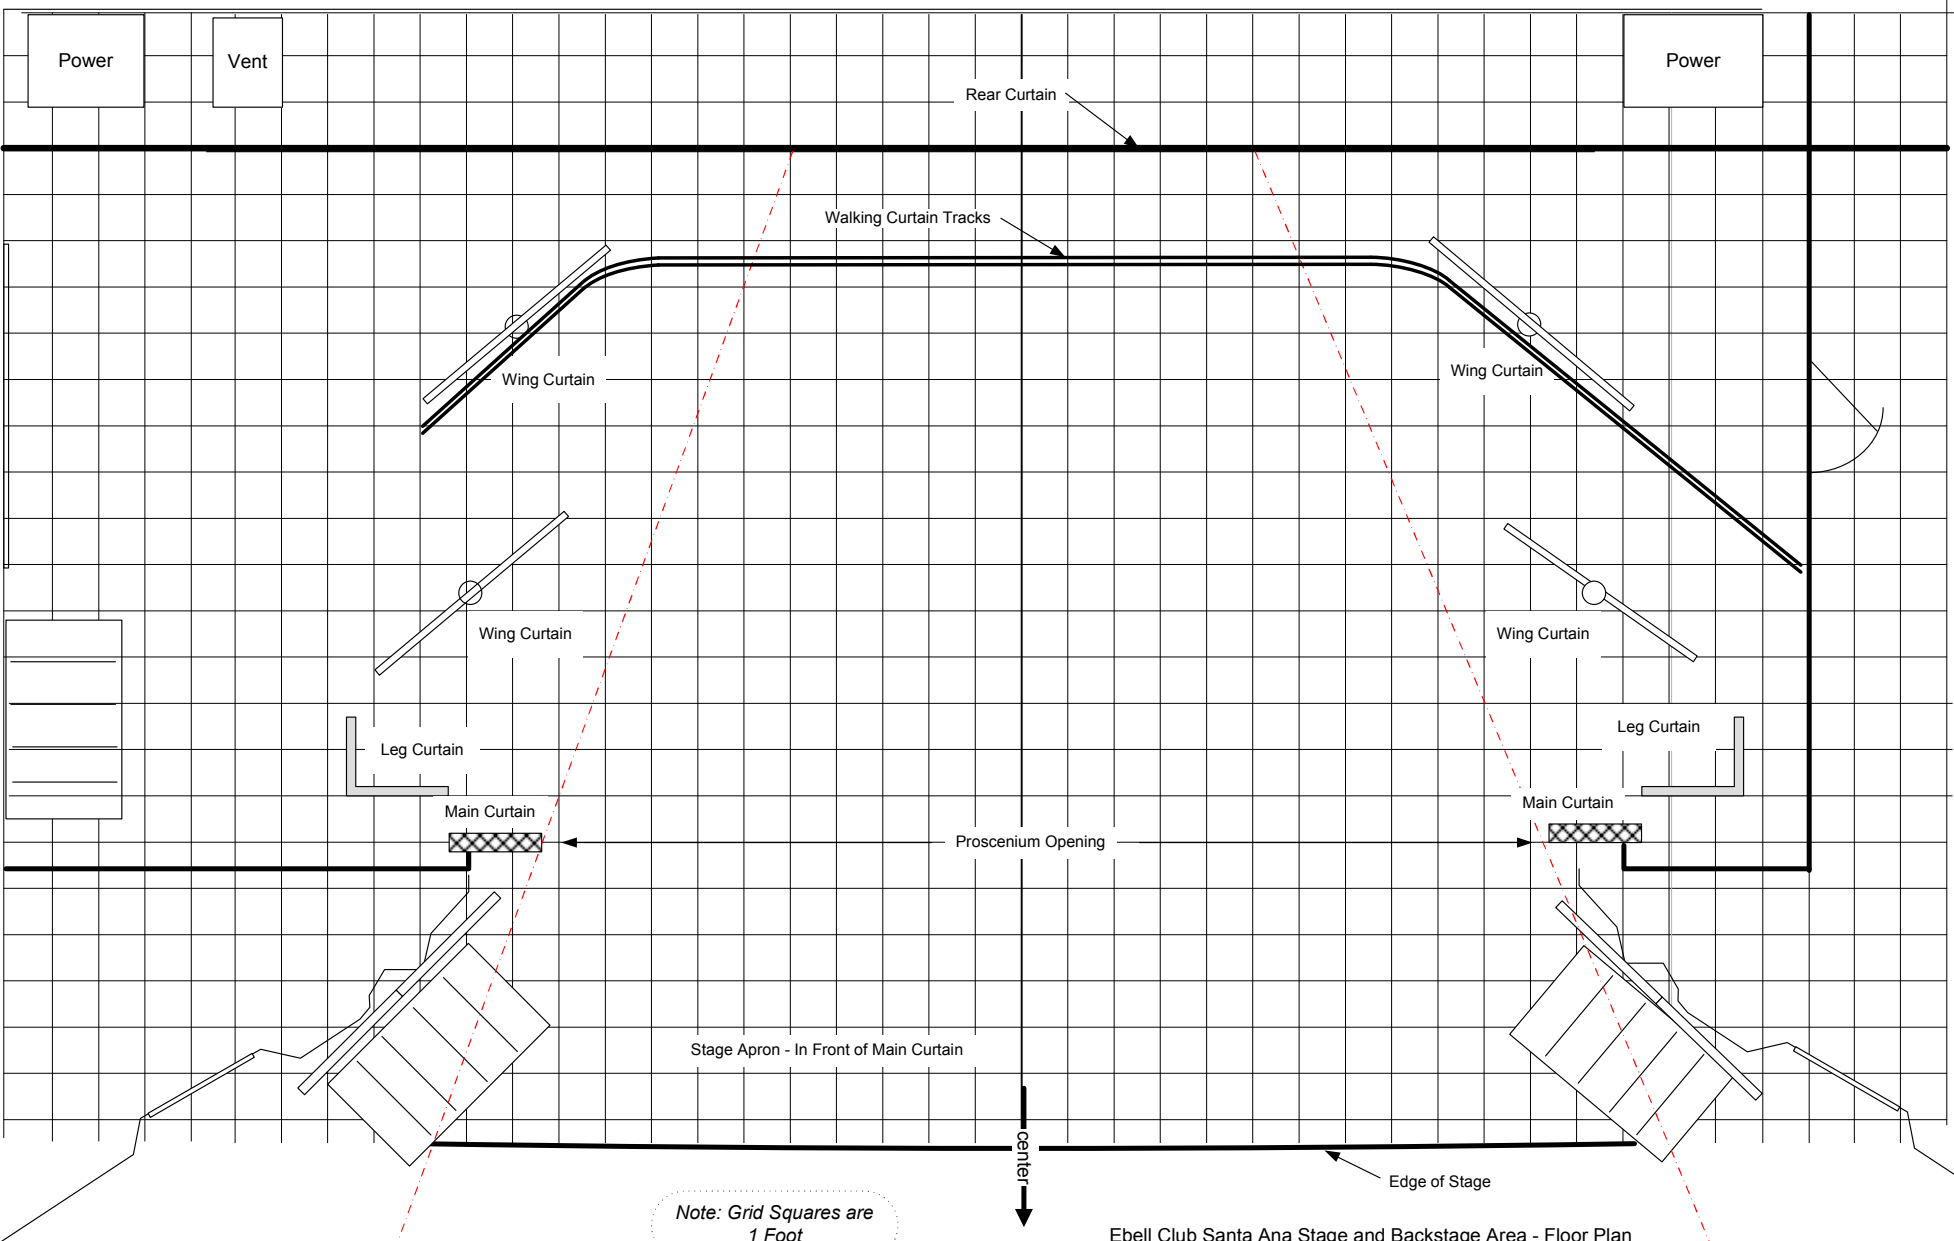 Power
Vent
Power
Rear Curtain
Walking Curtain Tracks
Wing Curtain
Wing Curtain
Wing Curtain
Wing Curtain
Leg Curtain
Leg Curtain
Main Curtain
Main Curtain
Proscenium Opening
Stage Apron - In Front of Main Curtain
center
Edge of Stage
Note: Grid Squares are
1 Foot
Ebell Club Santa Ana Stage and Backstage Area - Floor Plan